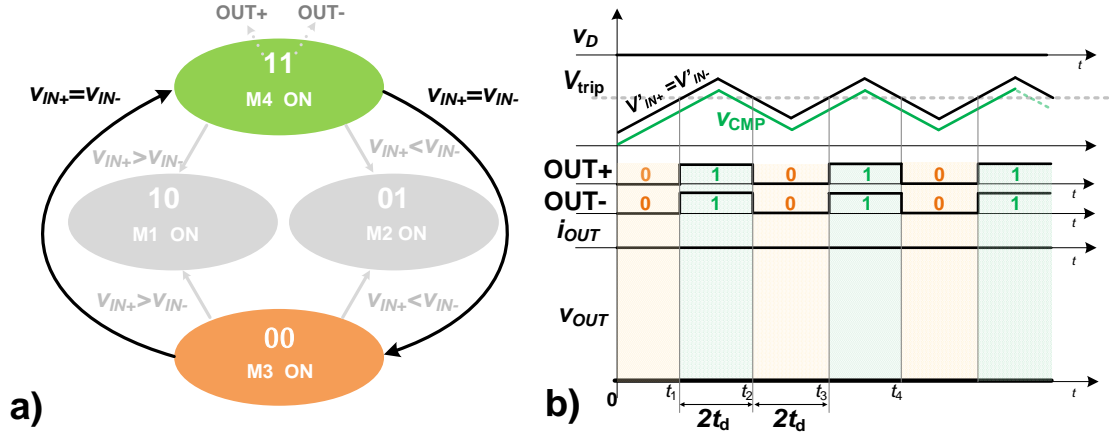 OUT+ OUT-
11
M4 ON
vIN+=vIN-
vIN+=vIN-
vIN+>vIN-
vIN+<vIN-
10
M1 ON
01
M2 ON
vIN+>vIN-
vIN+<vIN-
00
M3 ON
a)
vD
t
Vtrip
V'IN+=V'IN-
vCMP
t
OUT+
0 1 0 1 0 1
t
OUT-
0 1 0 1 0 1
t
iOUT
t
vOUT
0
t1 t2 t3 t4
t
2td 2td
b)